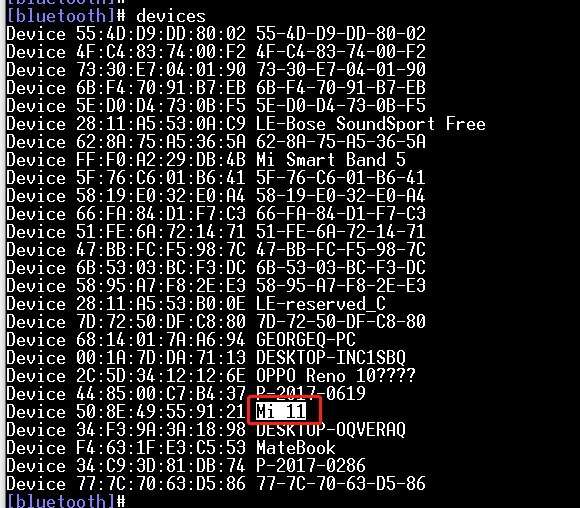 [bluetooth]# devices
Device 55:4D:D9:DD:80:02 55-4D-D9-DD-80-02
Device 4F:C4:83:74:00:F2 4F-C4-83-74-00-F2
Device 73:30:E7:04:01:90 73-30-E7-04-01-90
Device 6B:F4:70:91:B7:EB 6B-F4-70-91-B7-EB
Device 5E:D0:D4:73:0B:F5 5E-D0-D4-73-0B-F5
Device 28:11:A5:53:0A:C9 LE-Bose SoundSport Free
Device 62:8A:75:A5:36:5A 62-8A-75-A5-36-5A
Device FF:F0:A2:29:DB:4B Mi Smart Band 5
Device 5F:76:C6:01:B6:41 5F-76-C6-01-B6-41
Device 58:19:E0:32:E0:A4 58-19-E0-32-E0-A4
Device 66:FA:84:D1:F7:C3 66-FA-84-D1-F7-C3
Device 51:FE:6A:72:14:71 51-FE-6A-72-14-71
Device 47:BB:FC:F5:98:7C 47-BB-FC-F5-98-7C
Device 6B:53:03:BC:F3:DC 6B-53-03-BC-F3-DC
Device 58:95:A7:F8:2E:E3 58-95-A7-F8-2E-E3
Device 28:11:A5:53:B0:0E LE-reserved_C
Device 7D:72:50:DF:C8:80 7D-72-50-DF-C8-80
Device 68:14:01:7A:A6:94 GEORGEQ-PC
Device 00:1A:7D:DA:71:13 DESKTOP-INC1SBQ
Device 2C:5D:34:12:12:6E OPPO Reno 10????
Device 44:85:00:C7:B4:37 P-2017-0619
Device 50:8E:49:55:91:21 Mi 11
Device 34:F3:9A:3A:18:98 DESKTOP-OQVERAQ
Device F4:63:1F:E3:C5:53 MateBook
Device 34:C9:3D:81:DB:74 P-2017-0286
Device 77:7C:70:63:D5:86 77-7C-70-63-D5-86
[bluetooth]#